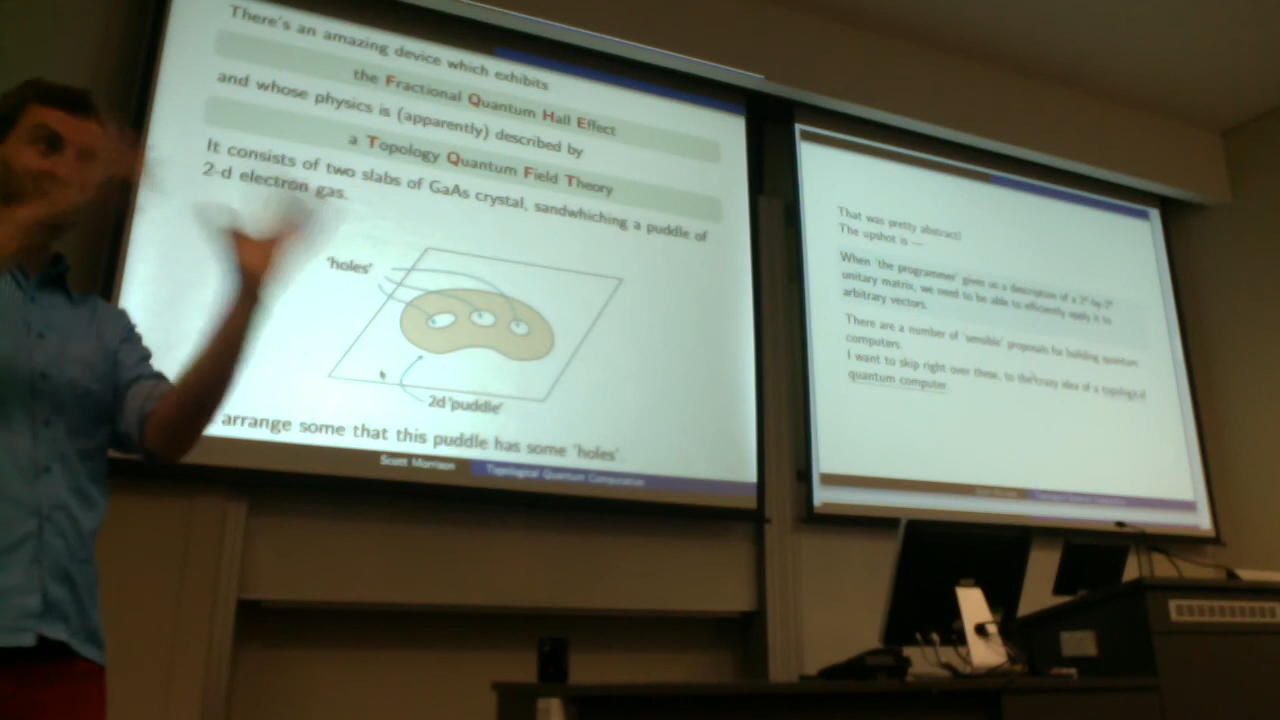 There's an amazing device which exhibits
the Fractional Quantum Hall Effect
and whose physics is (apparently) described by
a Topology Quantum Field Theory
It consists of two slabs of GaAs crystal, sandwhiching a puddle of
2-d electron gas.
'holes'
2d 'puddle'
arrange some that this puddle has some 'holes'
Scott Morrison Topological Quantum Computation
That was pretty abstract!
The upshot is —
When 'the programmer' gives us a description of a 2ⁿ-by-2ⁿ
unitary matrix, we need to be able to efficiently apply it to
arbitrary vectors.
There are a number of 'sensible' proposals for building quantum
computers.
I want to skip right over these, to the crazy idea of a topological
quantum computer